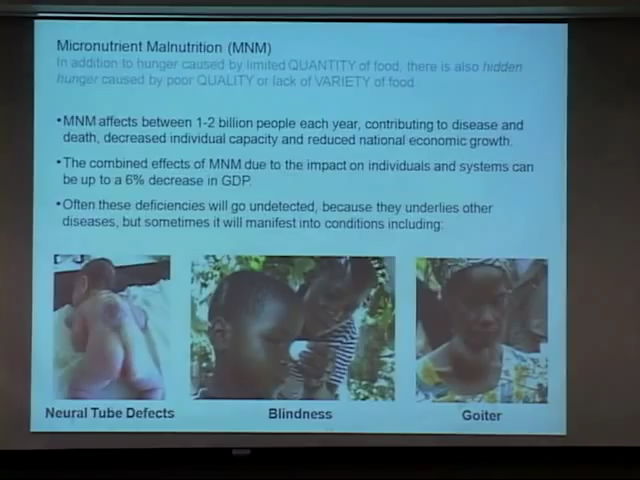 Micronutrient Malnutrition (MNM)
In addition to hunger caused by limited QUANTITY of food, there is also hidden
hunger caused by poor QUALITY or lack of VARIETY of food.
•MNM affects between 1-2 billion people each year, contributing to disease and
death, decreased individual capacity and reduced national economic growth.
•The combined effects of MNM due to the impact on individuals and systems can
be up to a 6% decrease in GDP.
•Often these deficiencies will go undetected, because they underlies other
diseases, but sometimes it will manifest into conditions including:
Neural Tube Defects
Blindness
Goiter